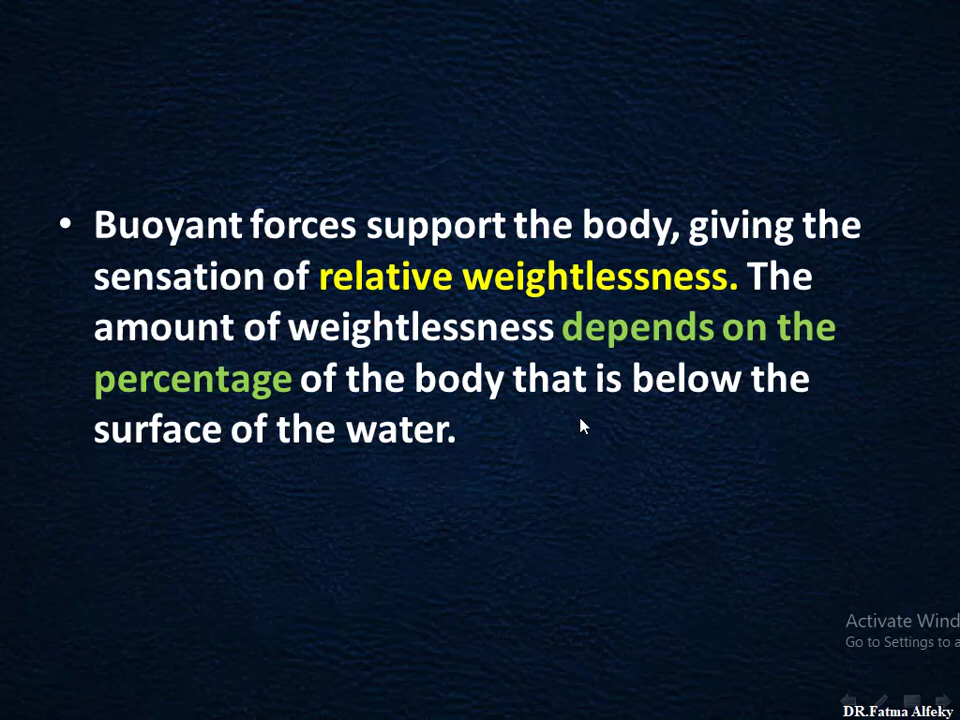 • Buoyant forces support the body, giving the
sensation of relative weightlessness. The
amount of weightlessness depends on the
percentage of the body that is below the
surface of the water.
Activate Wind
Go to Settings to a
DR.Fatma Alfeky